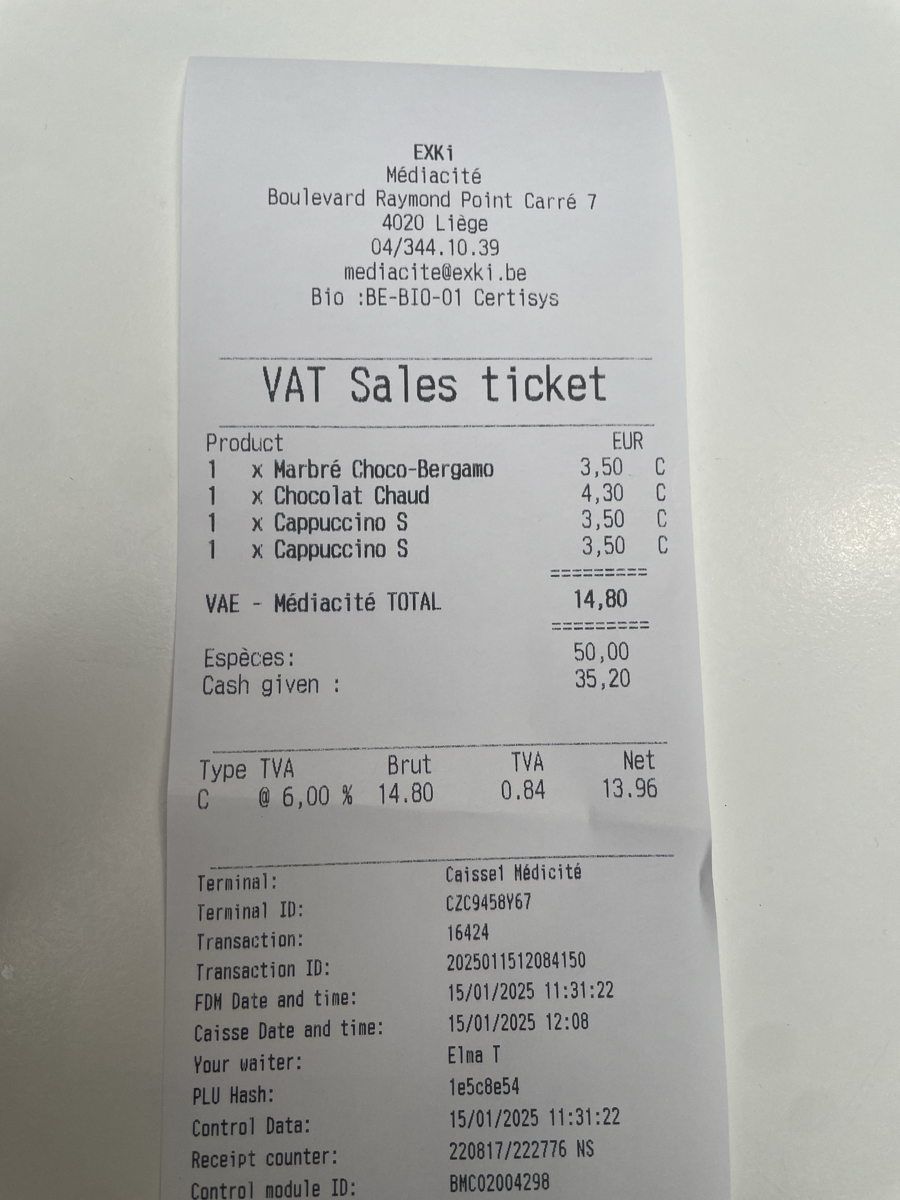 EXKi
Médiacité
Boulevard Raymond Point Carré 7
4020 Liège
04/344.10.39
mediacite@exki.be
Bio :BE-BIO-01 Certisys
VAT Sales ticket
Product EUR
1 x Marbré Choco-Bergamo 3,50 C
1 x Chocolat Chaud 4,30 C
1 x Cappuccino S 3,50 C
1 x Cappuccino S 3,50 C
=========
VAE - Médiacité TOTAL 14,80
=========
Espèces: 50,00
Cash given : 35,20
Type TVA Brut TVA Net
C @ 6,00 % 14.80 0.84 13.96
Terminal: Caisse1 Médicité
Terminal ID: CZC9458Y67
Transaction: 16424
Transaction ID: 2025011512084150
FDM Date and time: 15/01/2025 11:31:22
Caisse Date and time: 15/01/2025 12:08
Your waiter: Elma T
PLU Hash: 1e5c8e54
Control Data: 15/01/2025 11:31:22
Receipt counter: 220817/222776 NS
Control module ID: BMC02004298